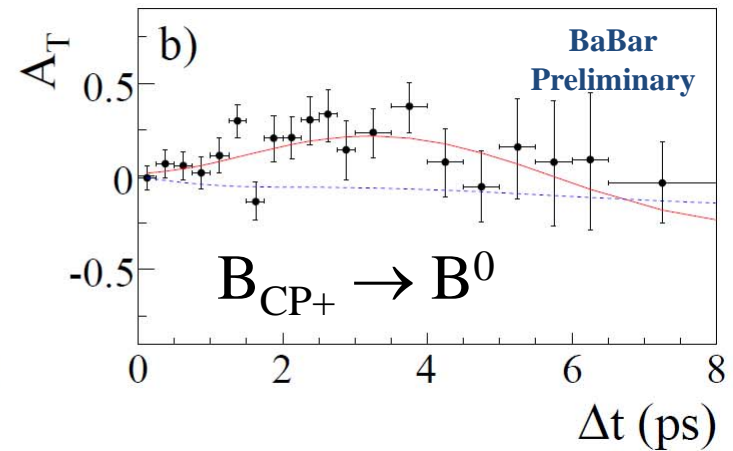 b)
BaBar
Preliminary
A_T
0.5
0
-0.5
B_CP+ → B^0
0 2 4 6 8
Δt (ps)